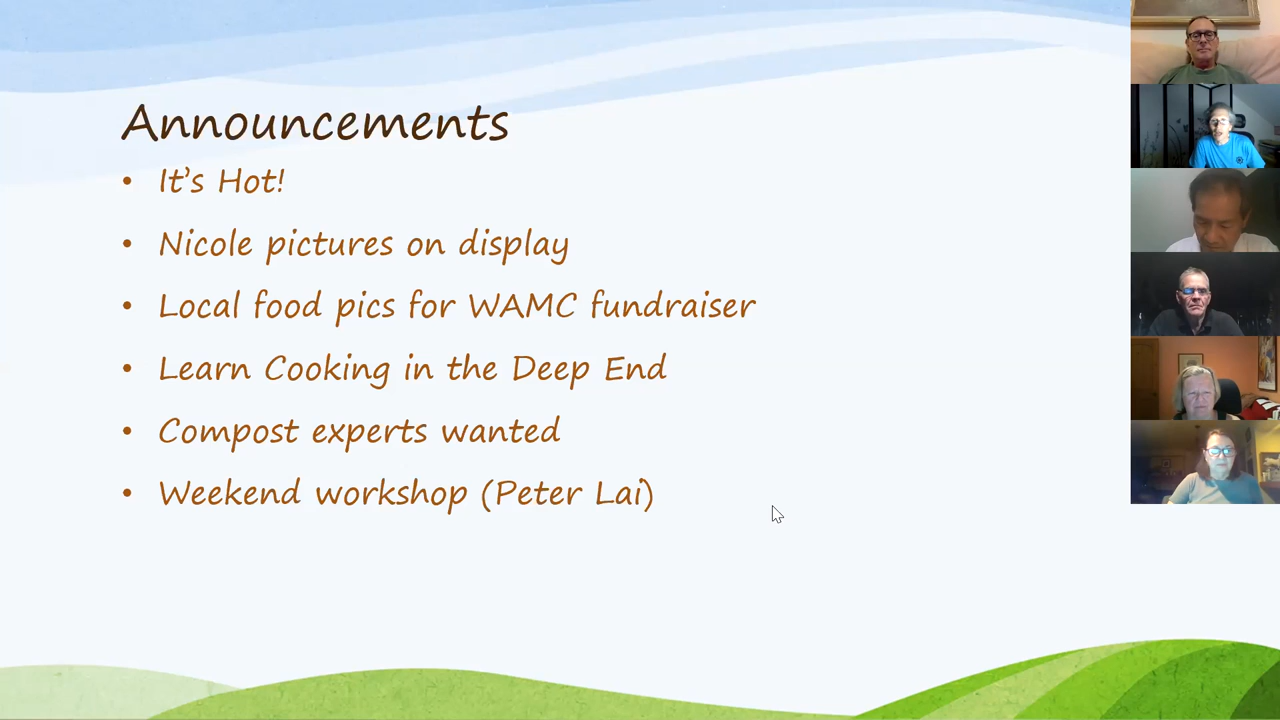 Announcements
• It's Hot!
• Nicole pictures on display
• Local food pics for WAMC fundraiser
• Learn Cooking in the Deep End
• Compost experts wanted
• Weekend workshop (Peter Lai)